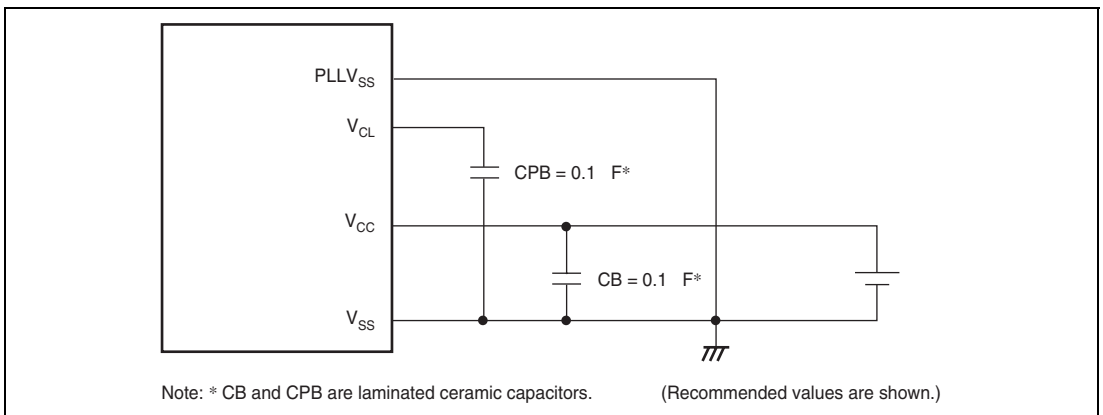 PLLVSS
VCL
CPB = 0.1 F*
VCC
CB = 0.1 F*
VSS
Note: * CB and CPB are laminated ceramic capacitors. (Recommended values are shown.)